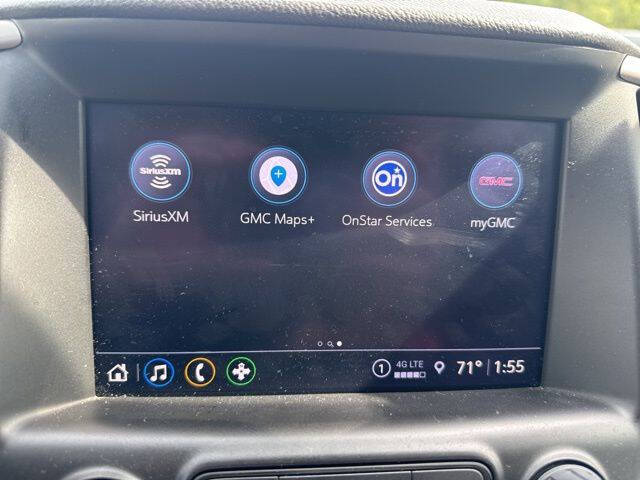 SiriusXM
On
GMC
SiriusXM
GMC Maps+
OnStar Services
myGMC
1
4G LTE
71° 1:55